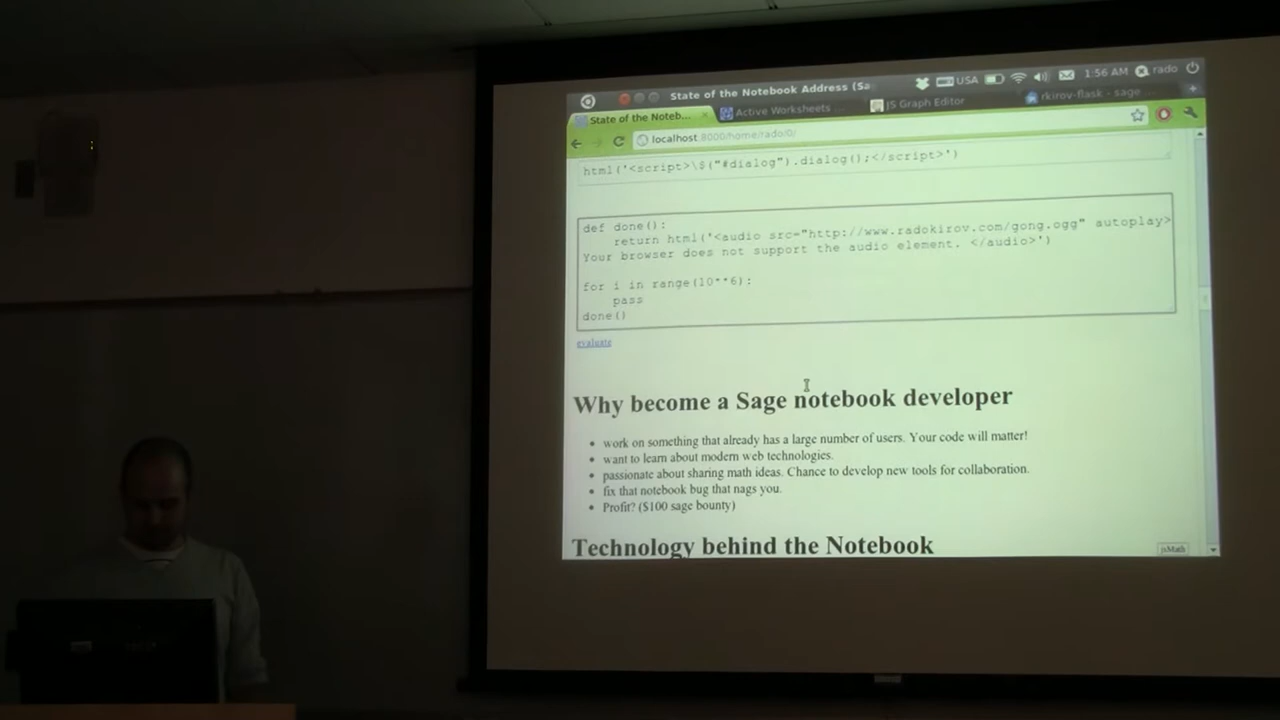 State of the Notebook Address (Sa
USA
1:56 AM
rado
State of the Noteb...
Active Worksheets ...
JS Graph Editor
rkirov-flask - sage ...
localhost:8000/home/rado/0/
html('<script>\$("#dialog").dialog();</script>')
def done():
    return html('<audio src="http://www.radokirov.com/gong.ogg" autoplay>
Your browser does not support the audio element. </audio>')
for i in range(10**6):
    pass
done()
evaluate
Why become a Sage notebook developer
• work on something that already has a large number of users. Your code will matter!
• want to learn about modern web technologies.
• passionate about sharing math ideas. Chance to develop new tools for collaboration.
• fix that notebook bug that nags you.
• Profit? ($100 sage bounty)
Technology behind the Notebook
jsMath